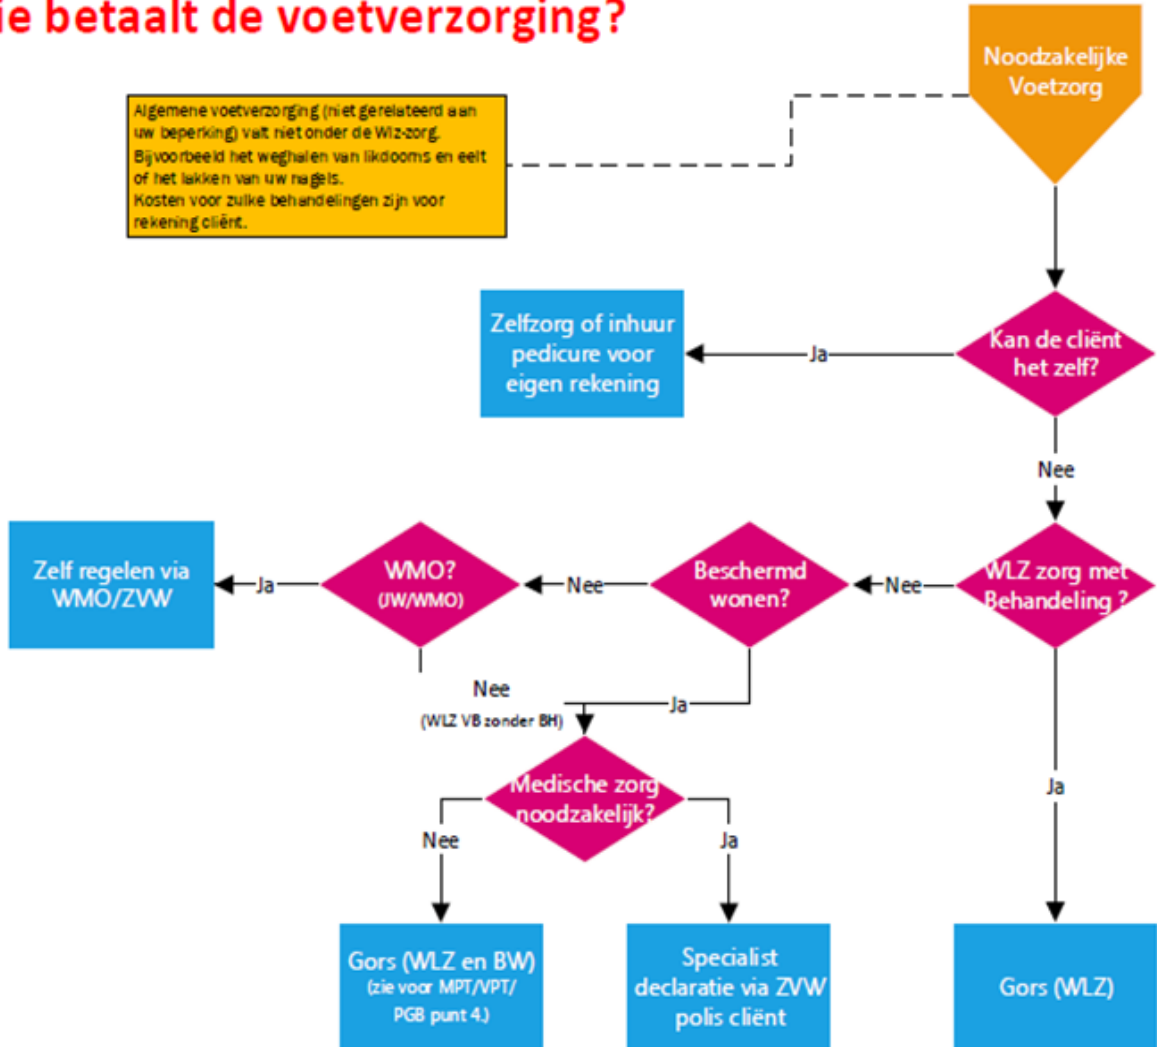 ie betaalt de voetverzorging?
Noodzakelijke
Voetzorg
Algemene voetverzorging (niet gerelateerd aan
uw beperking) valt niet onder de Wlz-zorg.
Bijvoorbeeld het weghalen van likdooms en eelt
of het lakken van uw nagels.
Kosten voor zulke behandelingen zijn voor
rekening cliënt.
Zelfzorg of inhuur
pedicure voor
eigen rekening
Ja
Kan de cliënt
het zelf?
Nee
Zelf regelen via
WMO/ZVW
Ja
WMO?
(JW/WMO)
Nee
Beschermd
wonen?
Nee
WLZ zorg met
Behandeling ?
Nee
(WLZ VB zonder BH)
Ja
Medische zorg
noodzakelijk?
Ja
Nee
Ja
Gors (WLZ en BW)
(zie voor MPT/VPT/
PGB punt 4.)
Specialist
declaratie via ZVW
polis cliënt
Gors (WLZ)